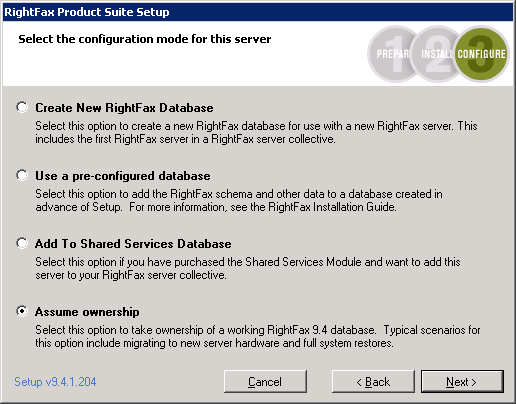 RightFax Product Suite Setup
Select the configuration mode for this server
PREPAR 1 INSTAL 2 CONFIGURE 3
Create New RightFax Database
Select this option to create a new RightFax database for use with a new RightFax server. This
includes the first RightFax server in a RightFax server collective.
Use a pre-configured database
Select this option to add the RightFax schema and other data to a database created in
advance of Setup. For more information, see the RightFax Installation Guide.
Add To Shared Services Database
Select this option if you have purchased the Shared Services Module and want to add this
server to your RightFax server collective.
Assume ownership
Select this option to take ownership of a working RightFax 9.4 database. Typical scenarios for
this option include migrating to new server hardware and full system restores.
Setup v9.4.1.204
Cancel
< Back
Next >